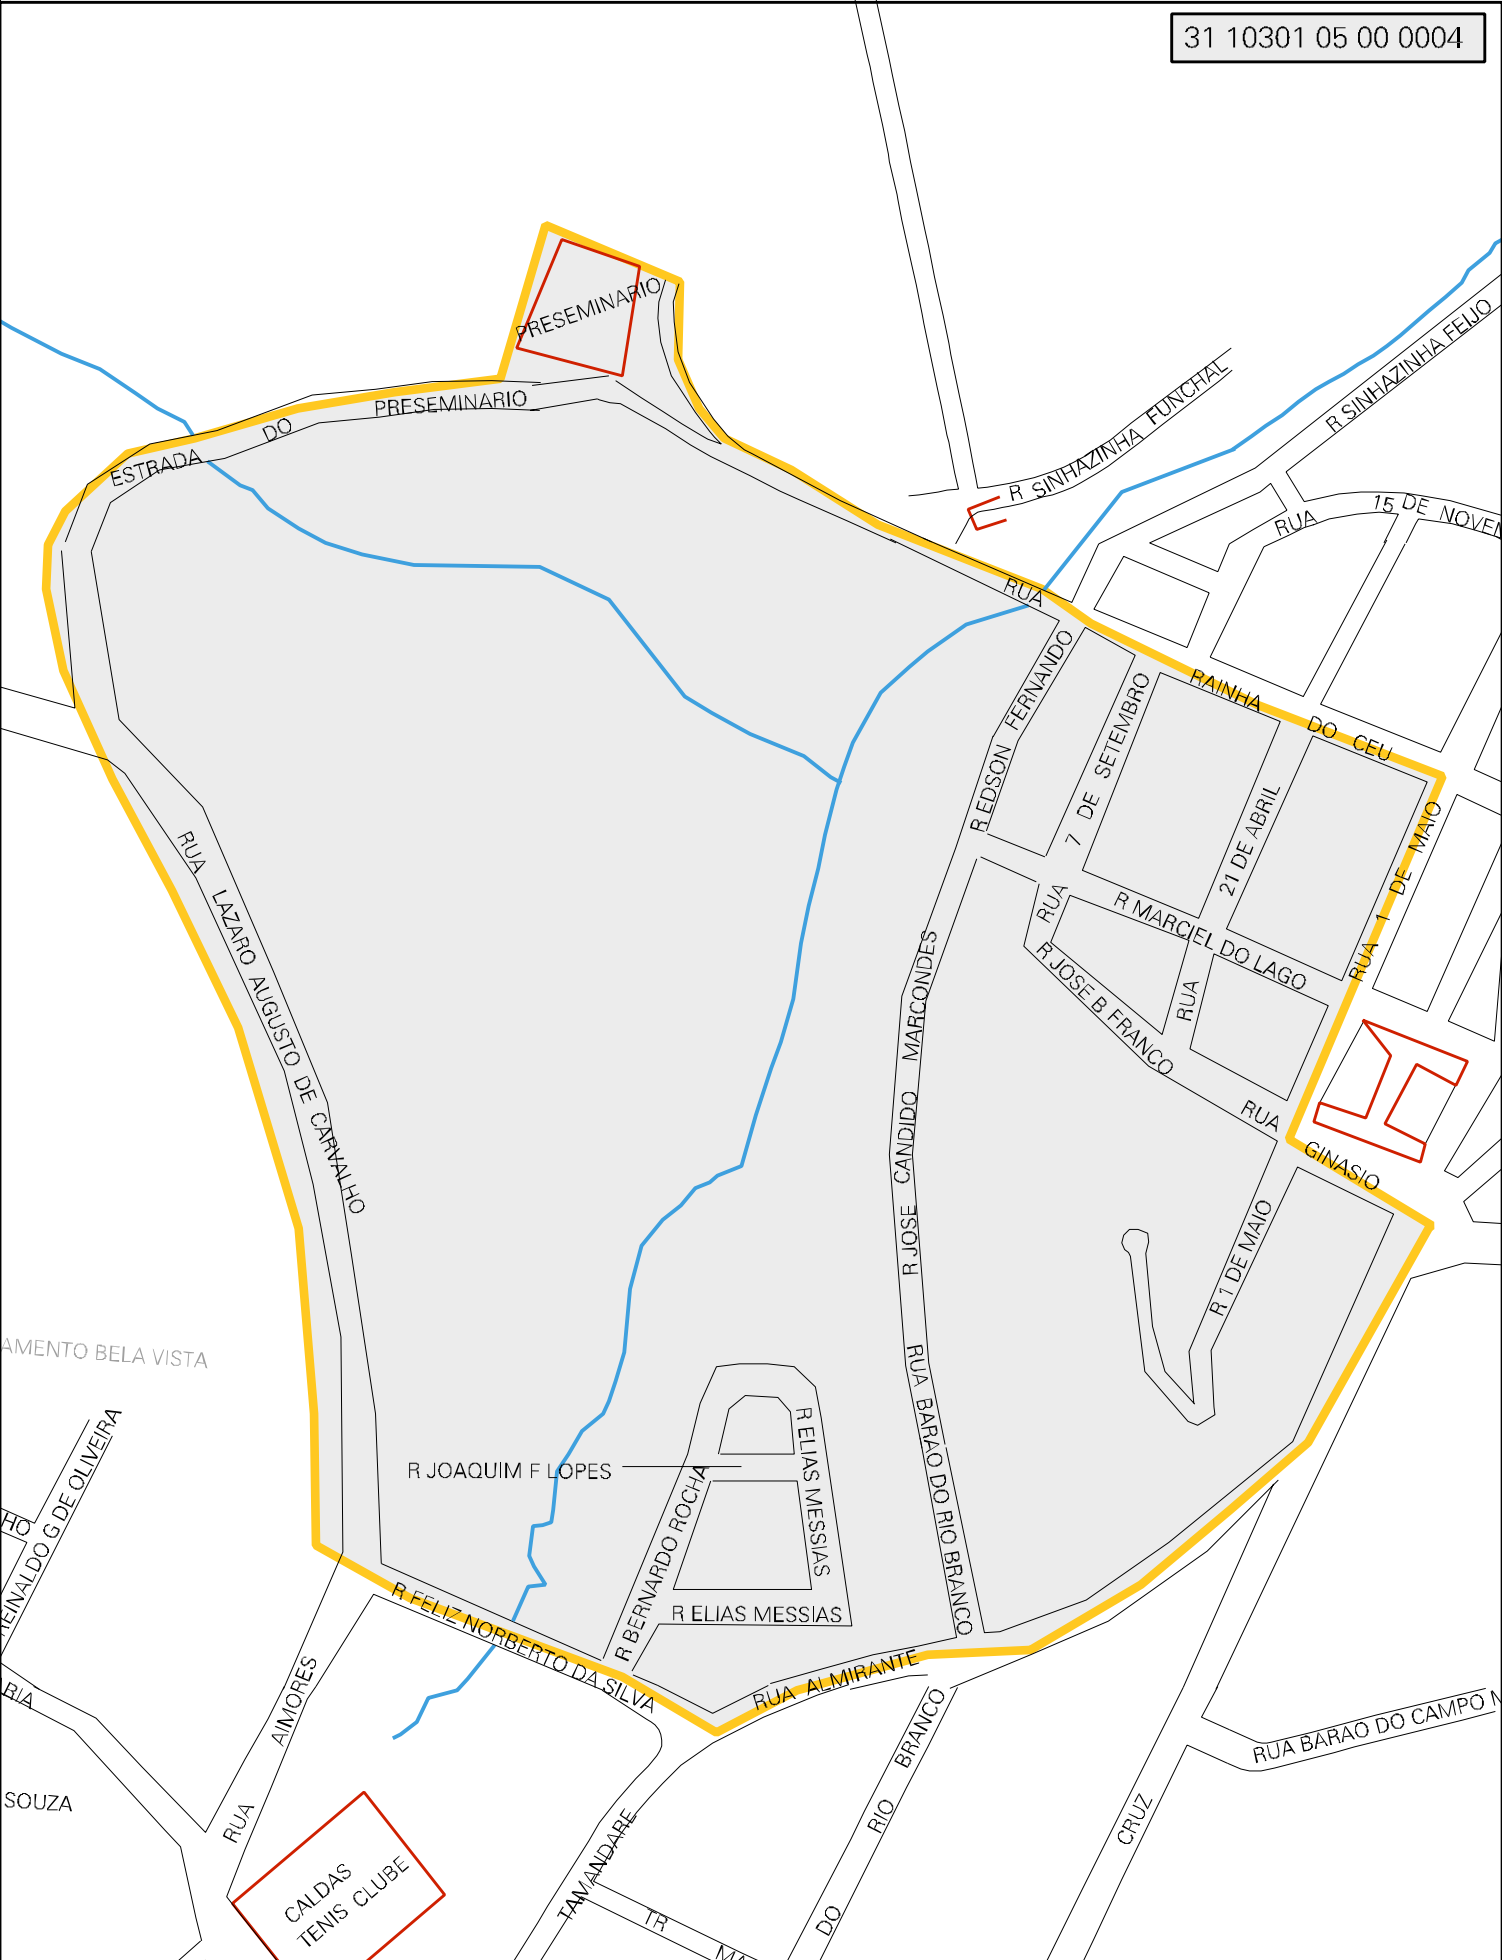 31 10301 05 00 0004
PRESEMINARIO
ESTRADA DO PRESEMINARIO
R SINHAZINHA FUNCHAL
R SINHAZINHA FEIJO
RUA 15 DE NOVEN
RUA RAINHA DO CEU
R EDSON FERNANDO
RUA 7 DE SETEMBRO
RUA 21 DE ABRIL
RUA 1 DE MAIO
R MARCIEL DO LAGO
R JOSE B FRANCO
RUA GINASIO
R 1 DE MAIO
R JOSE CANDIDO MARCONDES
RUA LAZARO AUGUSTO DE CARVALHO
RUA BARAO DO RIO BRANCO
AMENTO BELA VISTA
R JOAQUIM F LOPES
R ELIAS MESSIAS
R BERNARDO ROCHA
R ELIAS MESSIAS
HO
REINALDO G DE OLIVEIRA
R FELIZ NORBERTO DA SILVA
RUA ALMIRANTE TAMANDARE
RUA AIMORES
ARIA
SOUZA
DO RIO BRANCO
CRUZ
RUA BARAO DO CAMPO M
CALDAS
TENIS CLUBE
TR
MA